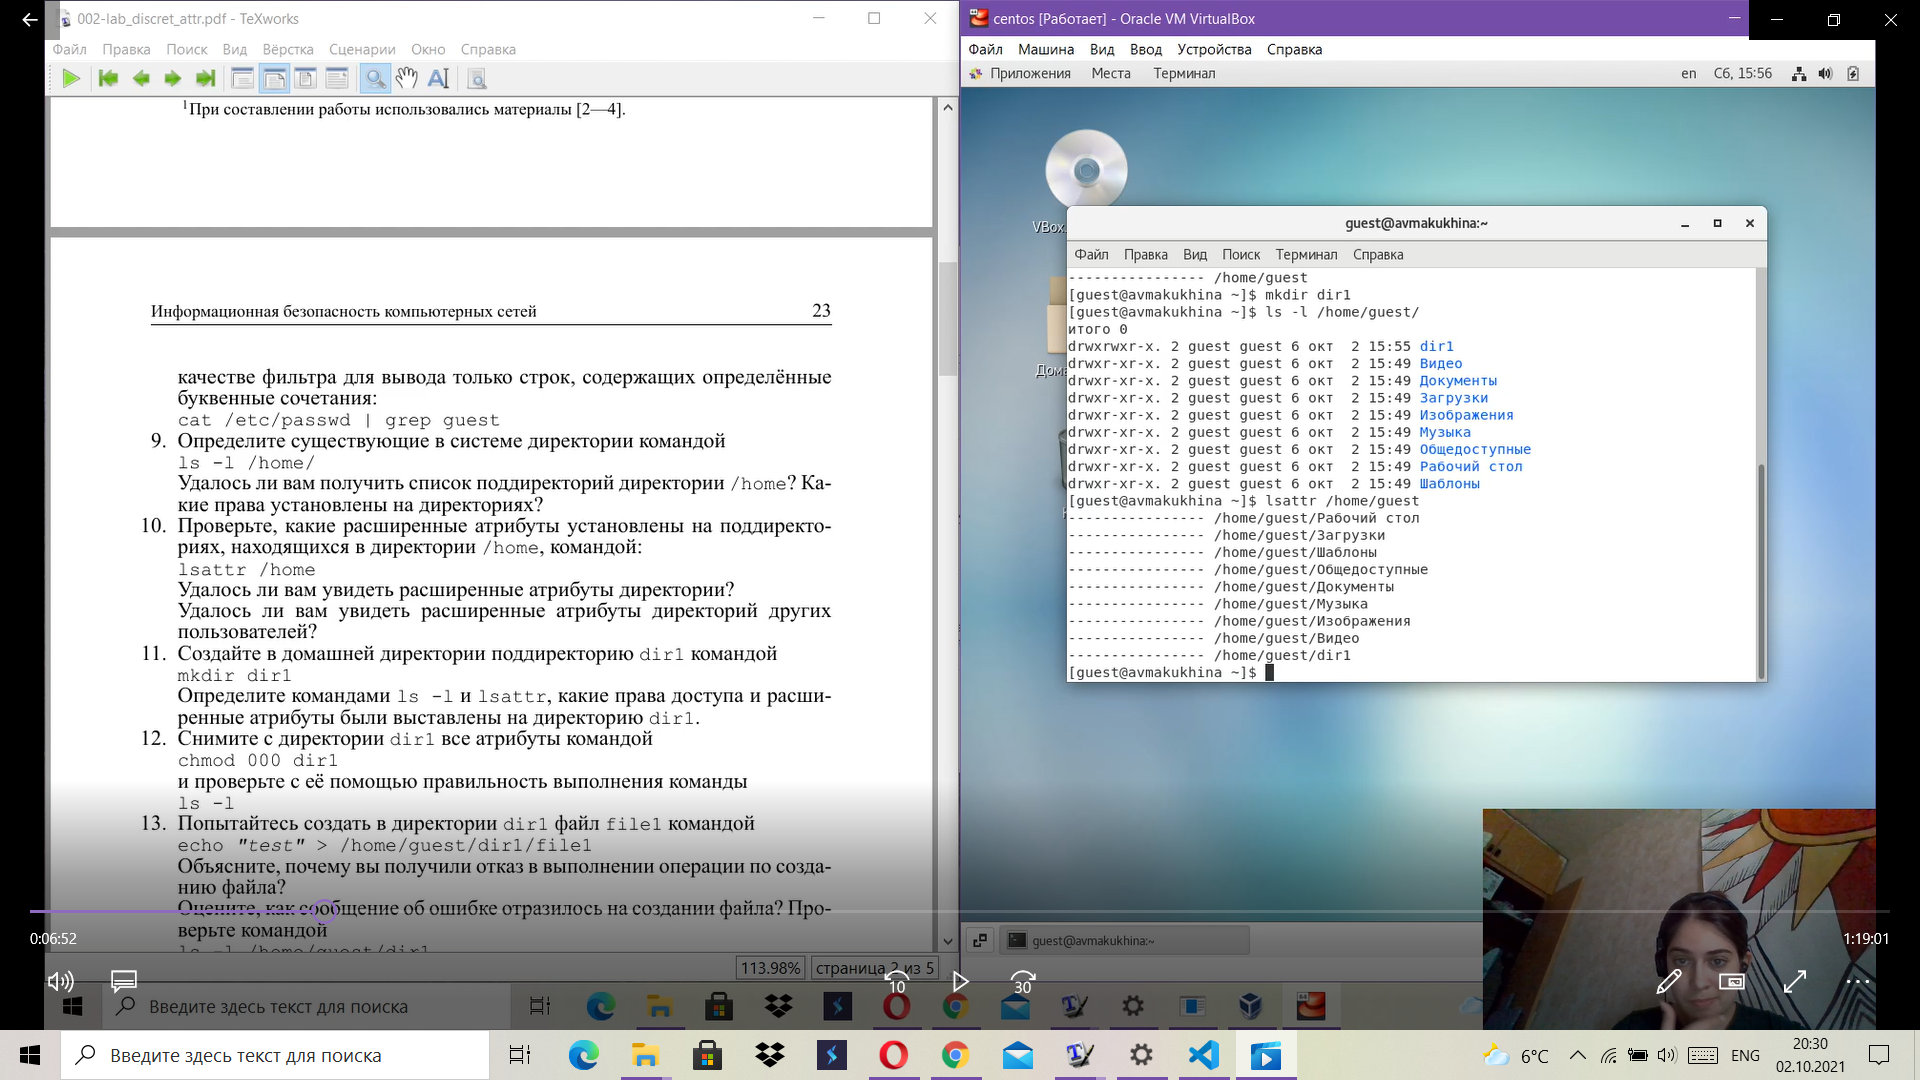 002-lab_discret_attr.pdf - TeXworks
Файл Правка Поиск Вид Вёрстка Сценарии Окно Справка
1 При составлении работы использовались материалы [2—4].
Информационная безопасность компьютерных сетей 23
качестве фильтра для вывода только строк, содержащих определённые
буквенные сочетания:
cat /etc/passwd | grep guest
9. Определите существующие в системе директории командой
ls -l /home/
Удалось ли вам получить список поддиректорий директории /home? Ка-
кие права установлены на директориях?
10. Проверьте, какие расширенные атрибуты установлены на поддиректо-
риях, находящихся в директории /home, командой:
lsattr /home
Удалось ли вам увидеть расширенные атрибуты директории?
Удалось ли вам увидеть расширенные атрибуты директорий других
пользователей?
11. Создайте в домашней директории поддиректорию dir1 командой
mkdir dir1
Определите командами ls -l и lsattr, какие права доступа и расши-
ренные атрибуты были выставлены на директорию dir1.
12. Снимите с директории dir1 все атрибуты командой
chmod 000 dir1
и проверьте с её помощью правильность выполнения команды
ls -l
13. Попытайтесь создать в директории dir1 файл file1 командой
echo "test" > /home/guest/dir1/file1
Объясните, почему вы получили отказ в выполнении операции по созда-
нию файла?
Оцените, как сообщение об ошибке отразилось на создании файла? Про-
верьте командой
ls -l /home/guest/dir1
113.98% страница 2 из 5
centos [Работает] - Oracle VM VirtualBox
Файл Машина Вид Ввод Устройства Справка
Приложения Места Терминал en Сб, 15:56
VBox
Дома
guest@avmakukhina:~
Файл Правка Вид Поиск Терминал Справка
---------------- /home/guest
[guest@avmakukhina ~]$ mkdir dir1
[guest@avmakukhina ~]$ ls -l /home/guest/
итого 0
drwxrwxr-x. 2 guest guest 6 окт  2 15:55 dir1
drwxr-xr-x. 2 guest guest 6 окт  2 15:49 Видео
drwxr-xr-x. 2 guest guest 6 окт  2 15:49 Документы
drwxr-xr-x. 2 guest guest 6 окт  2 15:49 Загрузки
drwxr-xr-x. 2 guest guest 6 окт  2 15:49 Изображения
drwxr-xr-x. 2 guest guest 6 окт  2 15:49 Музыка
drwxr-xr-x. 2 guest guest 6 окт  2 15:49 Общедоступные
drwxr-xr-x. 2 guest guest 6 окт  2 15:49 Рабочий стол
drwxr-xr-x. 2 guest guest 6 окт  2 15:49 Шаблоны
[guest@avmakukhina ~]$ lsattr /home/guest
---------------- /home/guest/Рабочий стол
---------------- /home/guest/Загрузки
---------------- /home/guest/Шаблоны
---------------- /home/guest/Общедоступные
---------------- /home/guest/Документы
---------------- /home/guest/Музыка
---------------- /home/guest/Изображения
---------------- /home/guest/Видео
---------------- /home/guest/dir1
[guest@avmakukhina ~]$
guest@avmakukhina:~
0:06:52
1:19:01
10
30
Введите здесь текст для поиска
Введите здесь текст для поиска
6°C ENG 20:30
02.10.2021